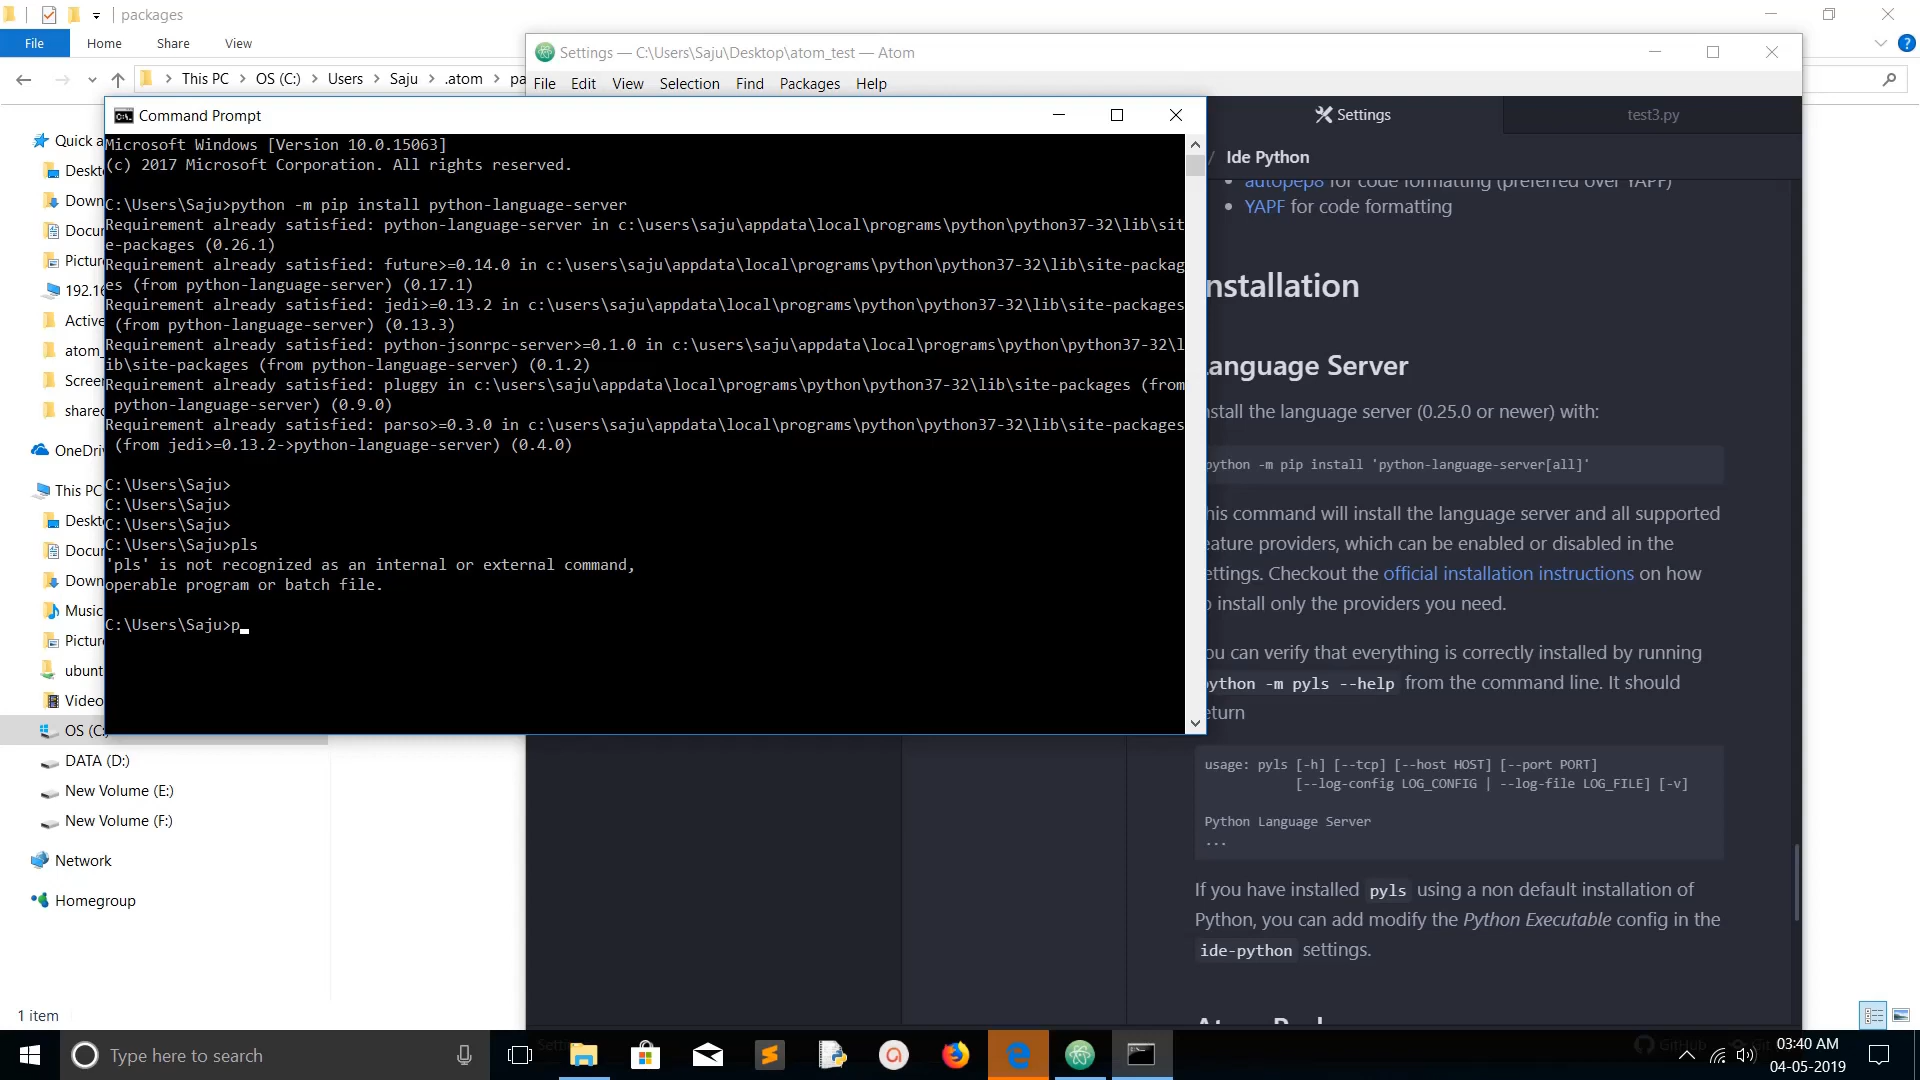 packages
File
Home
Share
View
This PC
OS (C:)
Users
Saju
.atom
pa
Quick a
Deskt
Down
Docu
Pictur
192.16
Active
atom_
Scree
share
OneDriv
This PC
Deskt
Docu
Down
Music
Pictur
ubunt
Video
OS (C:
DATA (D:)
New Volume (E:)
New Volume (F:)
Network
Homegroup
1 item
Settings — C:\Users\Saju\Desktop\atom_test — Atom
File Edit View Selection Find Packages Help
Settings
test3.py
/ Ide Python
autopep8 for code formatting (preferred over YAPF)
YAPF for code formatting
nstallation
anguage Server
nstall the language server (0.25.0 or newer) with:
python -m pip install 'python-language-server[all]'
his command will install the language server and all supported
eature providers, which can be enabled or disabled in the
ettings. Checkout the official installation instructions on how
o install only the providers you need.
ou can verify that everything is correctly installed by running
python -m pyls --help from the command line. It should
eturn
usage: pyls [-h] [--tcp] [--host HOST] [--port PORT]
[--log-config LOG_CONFIG | --log-file LOG_FILE] [-v]
Python Language Server
...
If you have installed pyls using a non default installation of
Python, you can add modify the Python Executable config in the
ide-python settings.
Command Prompt
Microsoft Windows [Version 10.0.15063]
(c) 2017 Microsoft Corporation. All rights reserved.
C:\Users\Saju>python -m pip install python-language-server
Requirement already satisfied: python-language-server in c:\users\saju\appdata\local\programs\python\python37-32\lib\sit
e-packages (0.26.1)
Requirement already satisfied: future>=0.14.0 in c:\users\saju\appdata\local\programs\python\python37-32\lib\site-packag
es (from python-language-server) (0.17.1)
Requirement already satisfied: jedi>=0.13.2 in c:\users\saju\appdata\local\programs\python\python37-32\lib\site-packages
(from python-language-server) (0.13.3)
Requirement already satisfied: python-jsonrpc-server>=0.1.0 in c:\users\saju\appdata\local\programs\python\python37-32\l
ib\site-packages (from python-language-server) (0.1.2)
Requirement already satisfied: pluggy in c:\users\saju\appdata\local\programs\python\python37-32\lib\site-packages (from
python-language-server) (0.9.0)
Requirement already satisfied: parso>=0.3.0 in c:\users\saju\appdata\local\programs\python\python37-32\lib\site-packages
(from jedi>=0.13.2->python-language-server) (0.4.0)
C:\Users\Saju>
C:\Users\Saju>
C:\Users\Saju>
C:\Users\Saju>pls
'pls' is not recognized as an internal or external command,
operable program or batch file.
C:\Users\Saju>p_
Type here to search
03:40 AM
04-05-2019